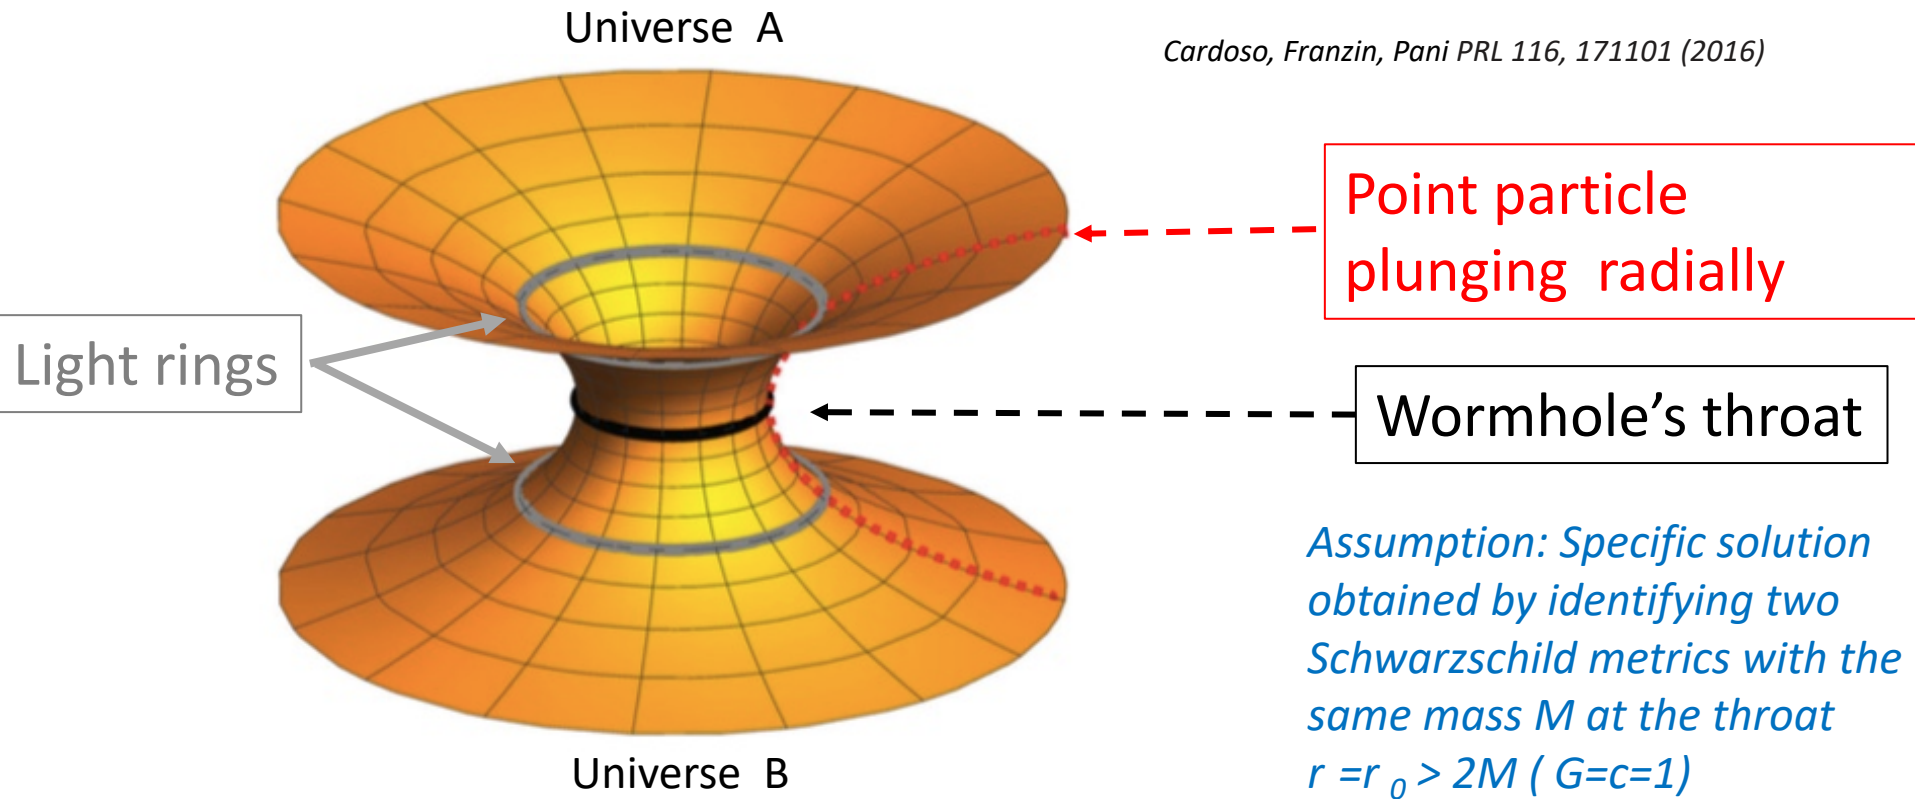 Universe  A
Cardoso, Franzin, Pani PRL 116, 171101 (2016)
Point particle
plunging  radially
Light rings
Wormhole’s throat
Assumption: Specific solution
obtained by identifying two
Schwarzschild metrics with the
same mass M at the throat
r =r 0 > 2M ( G=c=1)
Universe  B